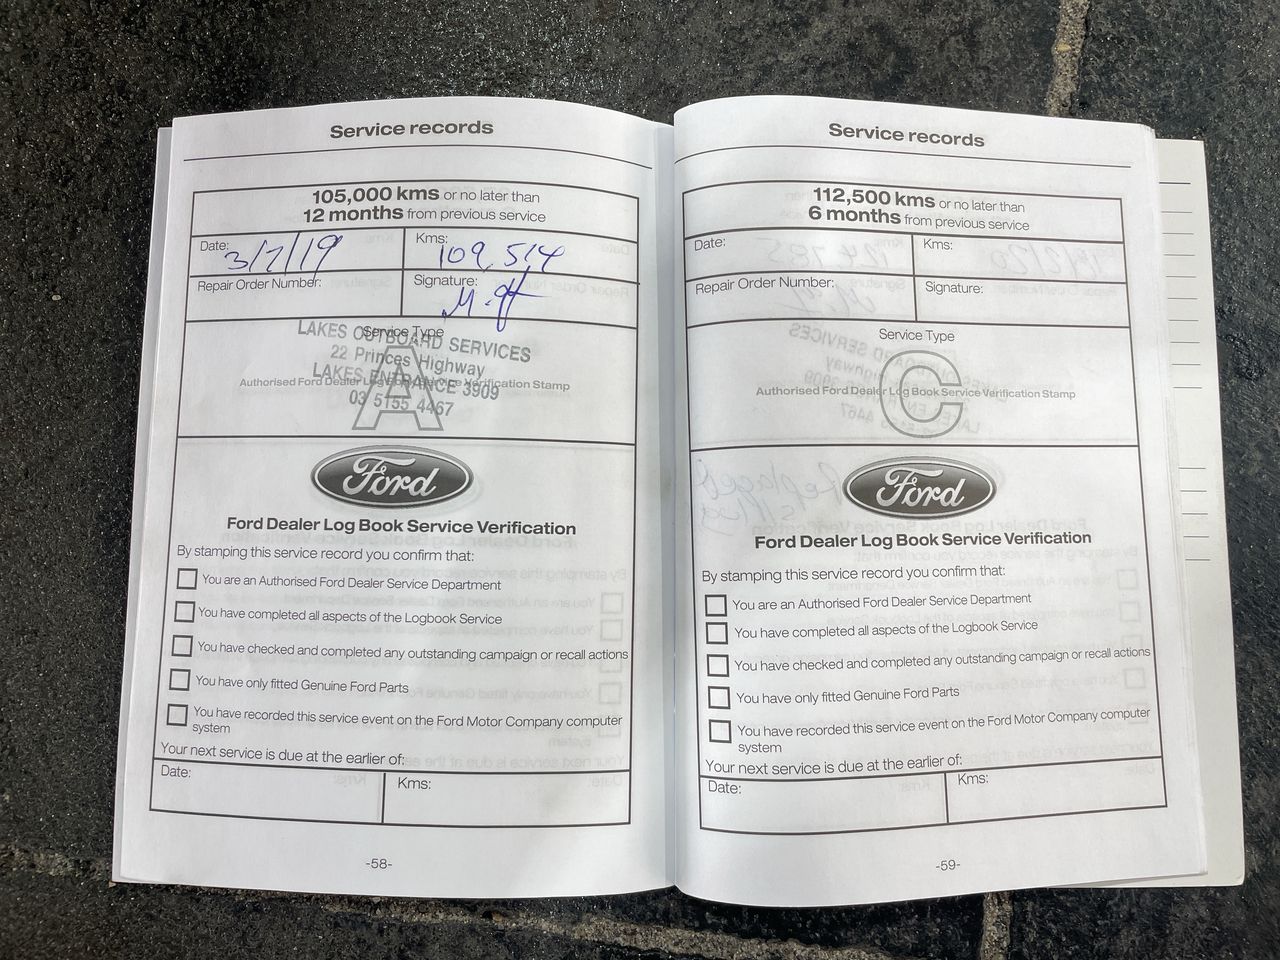 Service records
105,000 kms or no later than
12 months from previous service
Date: 3/7/19
Kms: 109,514
Repair Order Number:
Signature:
Service Type
LAKES OUTBOARD SERVICES
22 Princes Highway
LAKES ENTRANCE 3909
03 5155 4467
A
Authorised Ford Dealer Log Book Service Verification Stamp
Ford
Ford Dealer Log Book Service Verification
By stamping this service record you confirm that:
You are an Authorised Ford Dealer Service Department
You have completed all aspects of the Logbook Service
You have checked and completed any outstanding campaign or recall actions
You have only fitted Genuine Ford Parts
You have recorded this service event on the Ford Motor Company computer
system
Your next service is due at the earlier of:
Date:
Kms:
-58-
Service records
112,500 kms or no later than
6 months from previous service
Date:
Kms:
Repair Order Number:
Signature:
Service Type
C
Authorised Ford Dealer Log Book Service Verification Stamp
Ford
Ford Dealer Log Book Service Verification
By stamping this service record you confirm that:
You are an Authorised Ford Dealer Service Department
You have completed all aspects of the Logbook Service
You have checked and completed any outstanding campaign or recall actions
You have only fitted Genuine Ford Parts
You have recorded this service event on the Ford Motor Company computer
system
Your next service is due at the earlier of:
Date:
Kms:
-59-